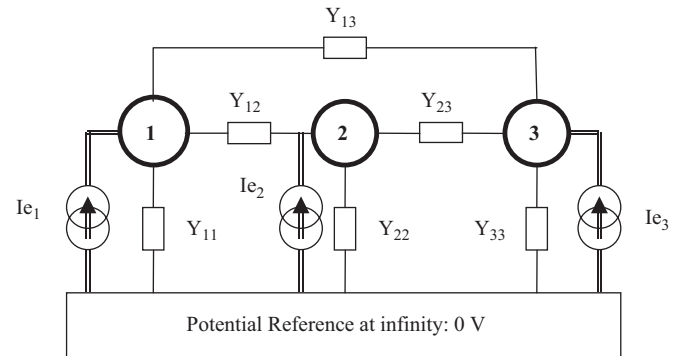 Y13
Y12
Y23
1
2
3
Ie1
Ie2
Y11
Y22
Y33
Ie3
Potential Reference at infinity: 0 V